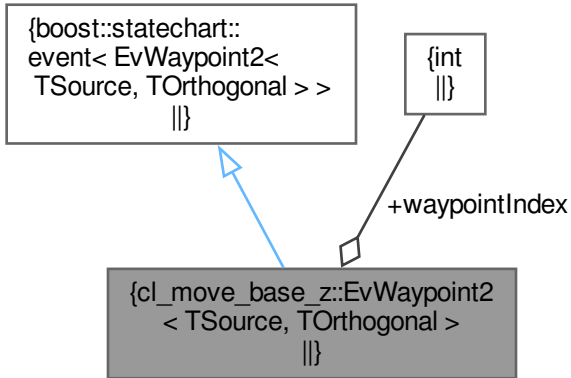 {boost::statechart::
event< EvWaypoint2<
TSource, TOrthogonal > >
||}
{int
||}
+waypointIndex
{cl_move_base_z::EvWaypoint2
< TSource, TOrthogonal >
||}